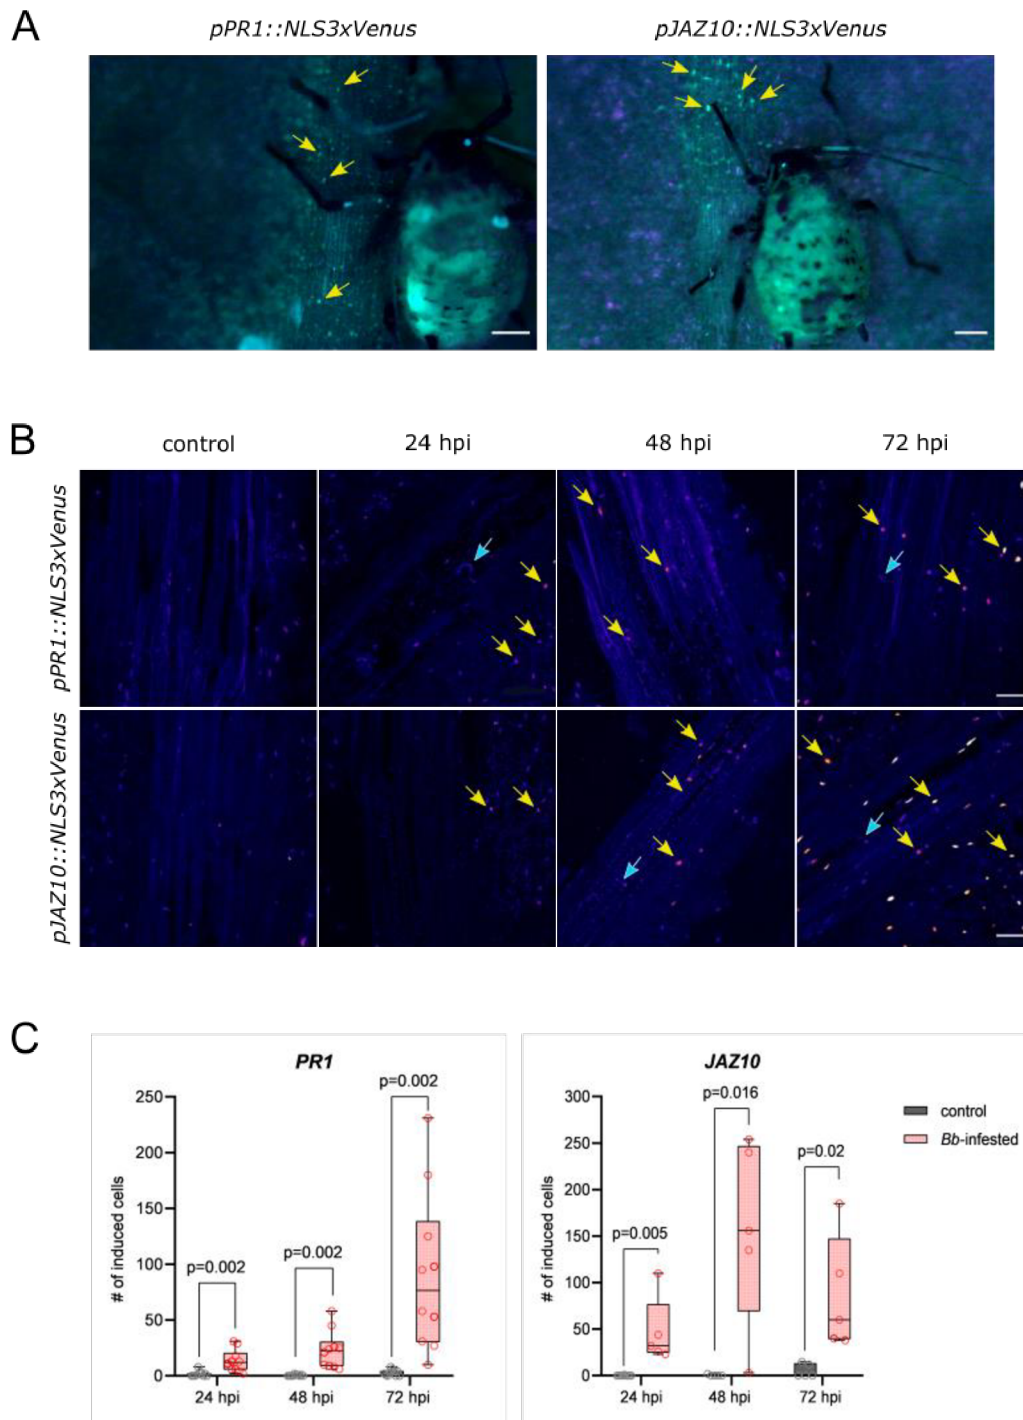 A
pPR1::NLS3xVenus pJAZ10::NLS3xVenus
B
control 24 hpi 48 hpi 72 hpi
pPR1::NLS3xVenus
pJAZ10::NLS3xVenus
C
PR1
# of induced cells
250
200
150
100
50
0
p=0.002
p=0.002
p=0.002
24 hpi 48 hpi 72 hpi
JAZ10
# of induced cells
300
250
200
150
100
50
0
p=0.005
p=0.016
p=0.02
24 hpi 48 hpi 72 hpi
control
Bb-infested